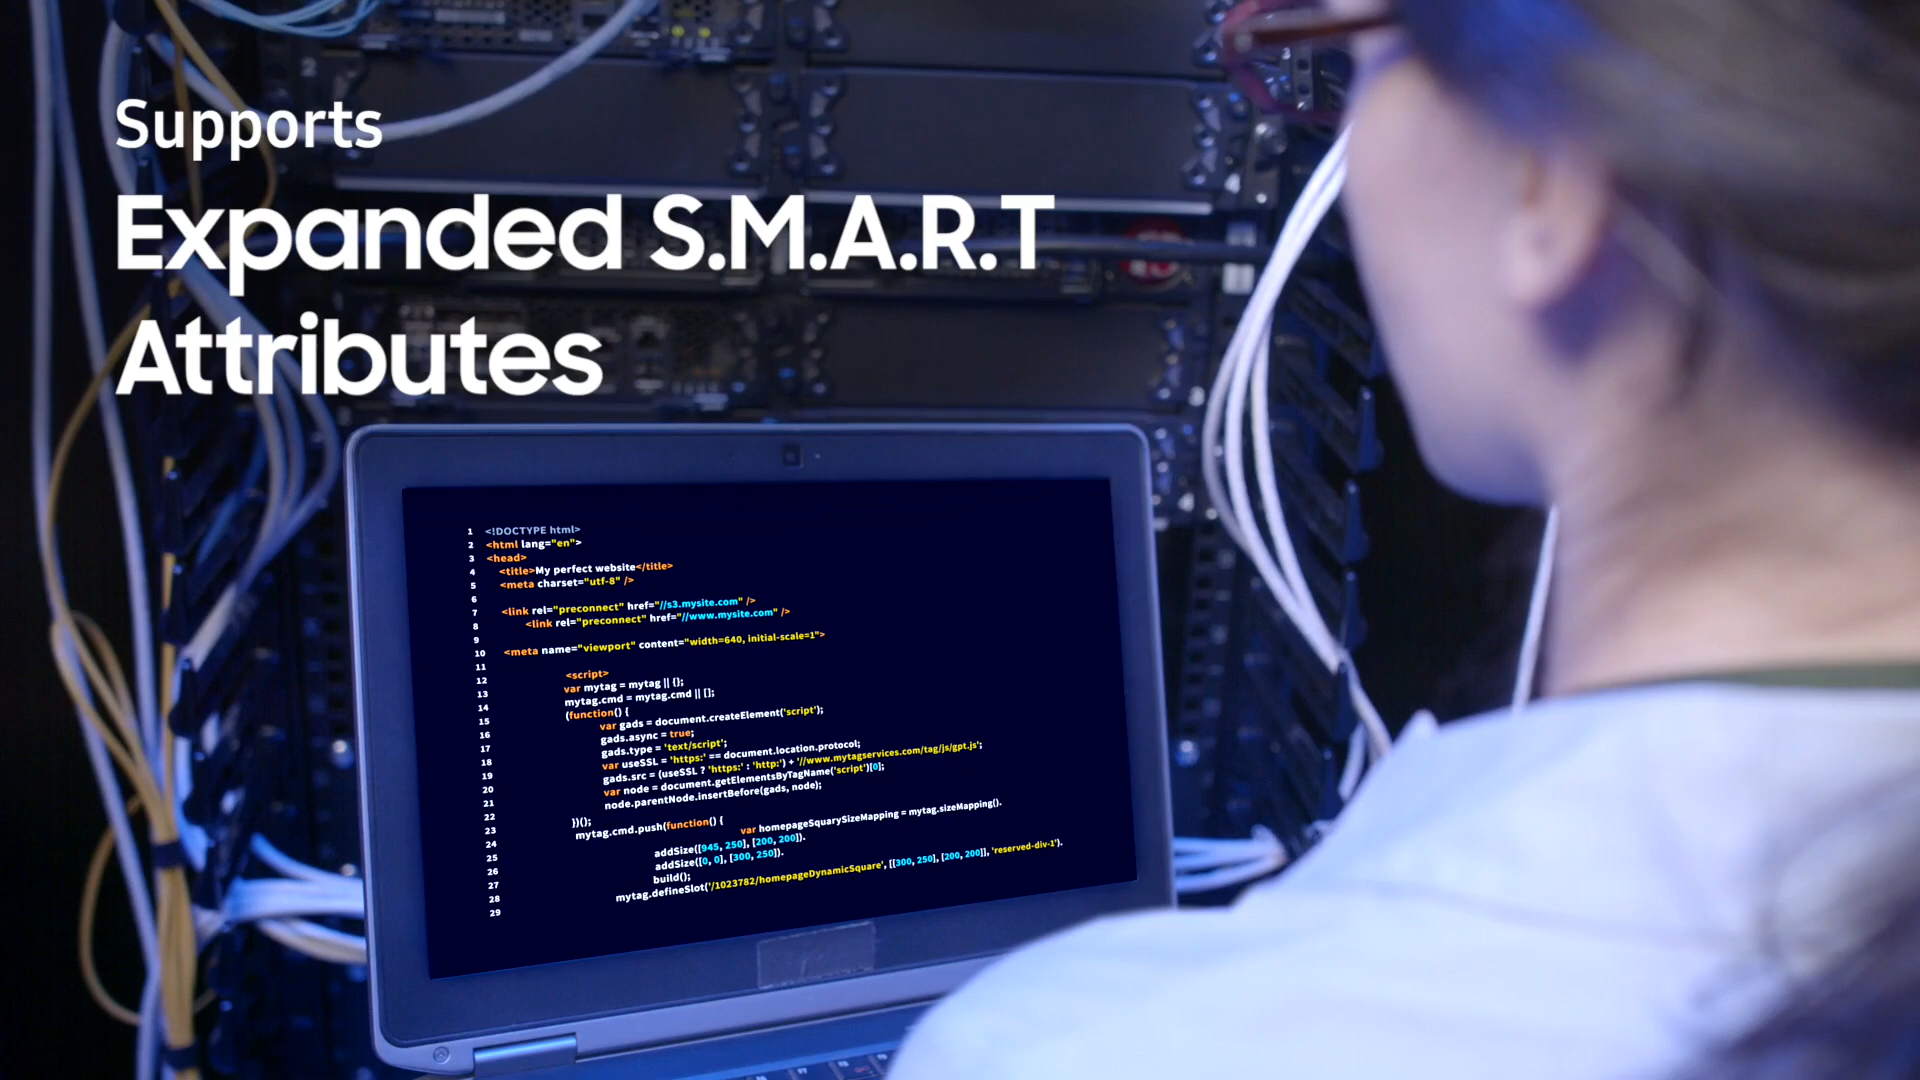 Supports
Expanded S.M.A.R.T
Attributes
2
1 <!DOCTYPE html>
2 <html lang="en">
3 <head>
4 <title>My perfect website</title>
5 <meta charset="utf-8" />
6
7 <link rel="preconnect" href="//s3.mysite.com" />
8 <link rel="preconnect" href="//www.mysite.com" />
9
10 <meta name="viewport" content="width=640, initial-scale=1">
11
12 <script>
13 var mytag = mytag || {};
14 mytag.cmd = mytag.cmd || [];
15 (function() {
16 var gads = document.createElement('script');
17 gads.async = true;
18 gads.type = 'text/script';
19 var useSSL = 'https:' == document.location.protocol;
20 gads.src = (useSSL ? 'https:' : 'http:') + '//www.mytagservices.com/tag/js/gpt.js';
21 var node = document.getElementsByTagName('script')[0];
22 node.parentNode.insertBefore(gads, node);
23 })();
24 mytag.cmd.push(function() {
var homepageSquarySizeMapping = mytag.sizeMapping().
25 addSize([945, 250], [200, 200]).
26 addSize([0, 0], [300, 250]).
27 build();
28 mytag.defineSlot('/1023782/homepageDynamicSquare', [[300, 250], [200, 200]], 'reserved-div-1').
29